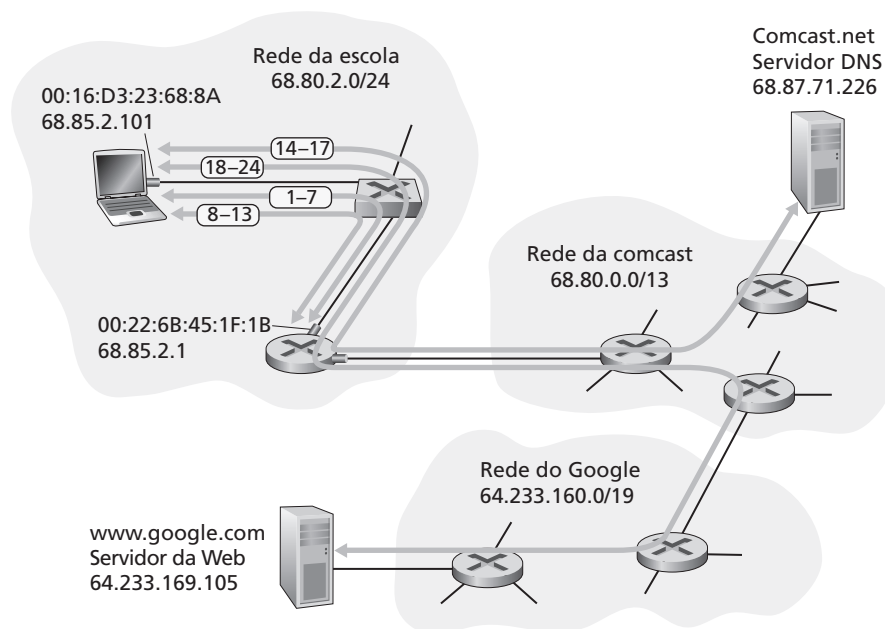 Comcast.net
Servidor DNS
68.87.71.226
Rede da escola
68.80.2.0/24
00:16:D3:23:68:8A
68.85.2.101
14–17
18–24
1–7
8–13
Rede da comcast
68.80.0.0/13
00:22:6B:45:1F:1B
68.85.2.1
Rede do Google
64.233.160.0/19
www.google.com
Servidor da Web
64.233.169.105